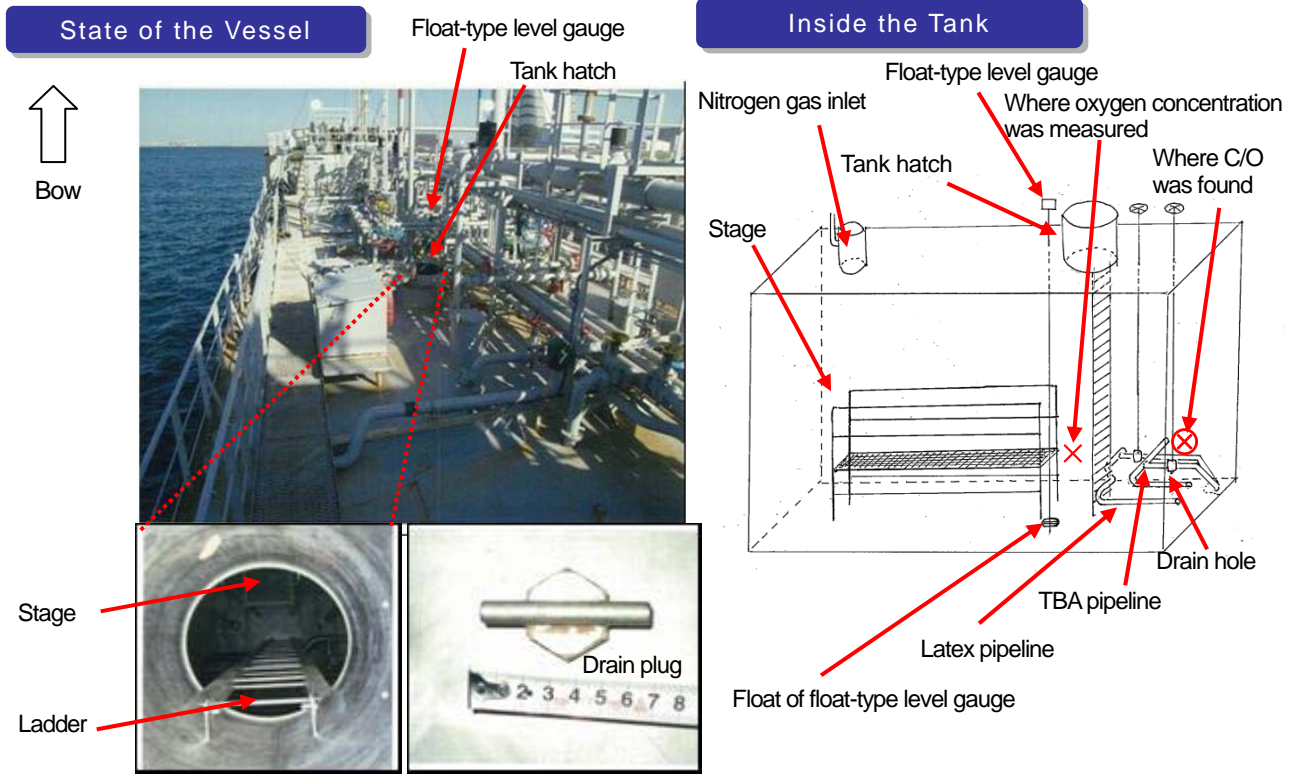 State of the Vessel
Float-type level gauge
Tank hatch
Bow
Stage
Ladder
Drain plug
2 3 4 5 6 7 8
Inside the Tank
Float-type level gauge
Nitrogen gas inlet
Where oxygen concentration
was measured
Tank hatch
Where C/O
was found
Stage
Drain hole
TBA pipeline
Latex pipeline
Float of float-type level gauge